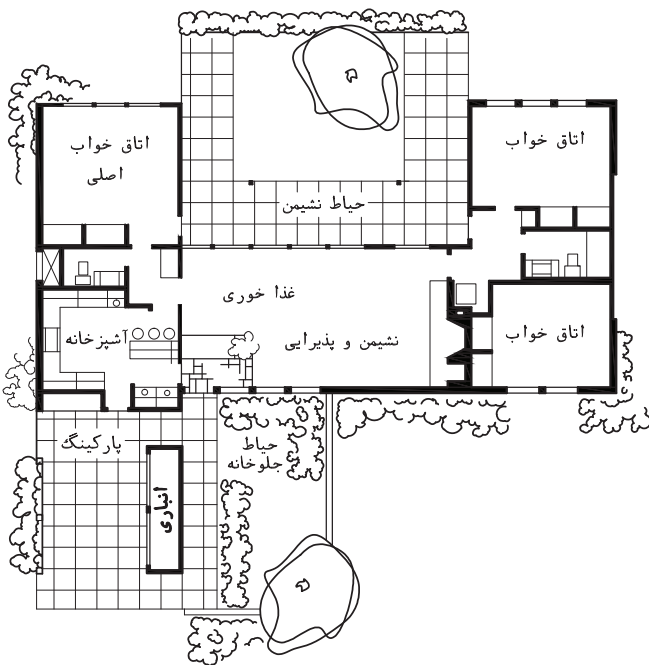 اتاق خواب
اصلی
اتاق خواب
حیاط نشیمن
غذا خوری
نشیمن و پذیرایی
آشپزخانه
اتاق خواب
پارکینگ
حیاط
جلوخانه
انباری